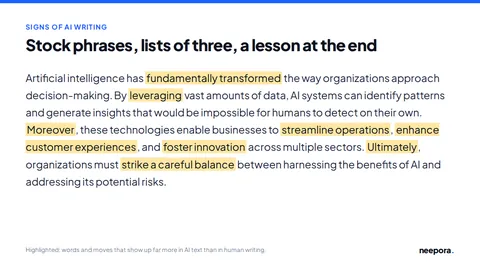 SIGNS OF AI WRITING
Stock phrases, lists of three, a lesson at the end
Artificial intelligence has fundamentally transformed the way organizations approach
decision-making. By leveraging vast amounts of data, AI systems can identify patterns
and generate insights that would be impossible for humans to detect on their own.
Moreover, these technologies enable businesses to streamline operations, enhance
customer experiences, and foster innovation across multiple sectors. Ultimately,
organizations must strike a careful balance between harnessing the benefits of AI and
addressing its potential risks.
Highlighted: words and moves that show up far more in AI text than in human writing.
neepora.